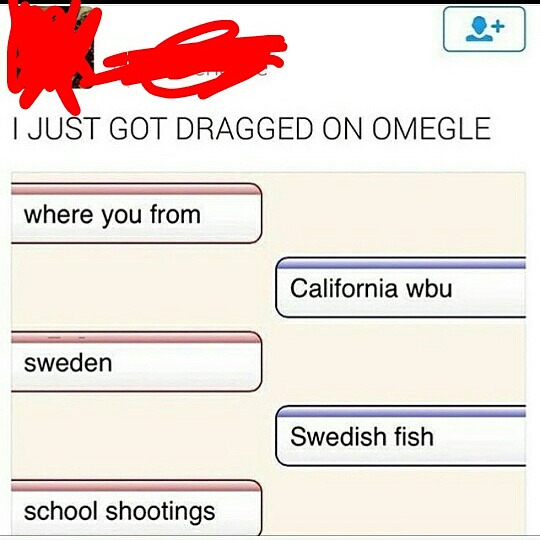 I JUST GOT DRAGGED ON OMEGLE
where you from
California wbu
sweden
Swedish fish
school shootings